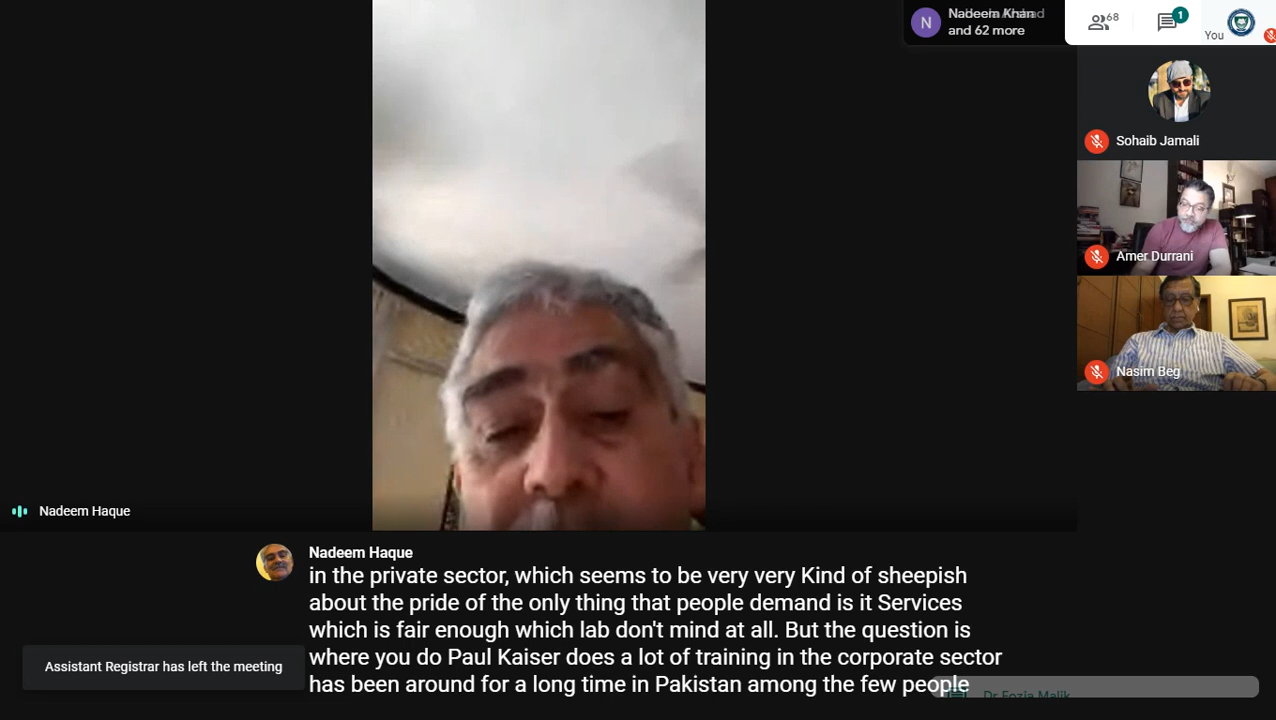 N
Nadeem Khan
and 62 more
68
1
You
Sohaib Jamali
Amer Durrani
Nasim Beg
Nadeem Haque
Nadeem Haque
in the private sector, which seems to be very very Kind of sheepish
about the pride of the only thing that people demand is it Services
which is fair enough which lab don't mind at all. But the question is
where you do Paul Kaiser does a lot of training in the corporate sector
has been around for a long time in Pakistan among the few people
Assistant Registrar has left the meeting
Dr Fozia Malik